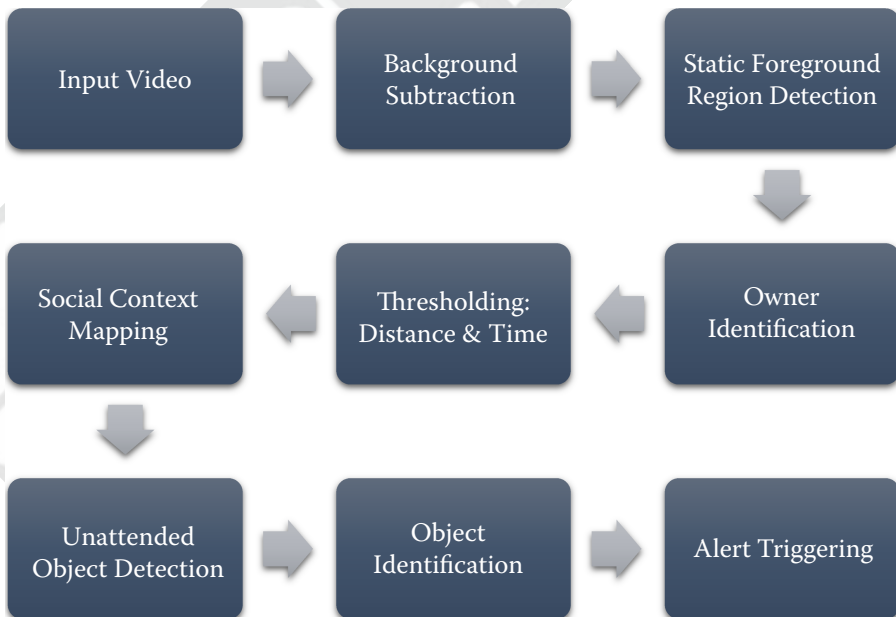 Input Video
Background
Subtraction
Static Foreground
Region Detection
Owner
Identification
Thresholding:
Distance & Time
Social Context
Mapping
Unattended
Object Detection
Object
Identification
Alert Triggering